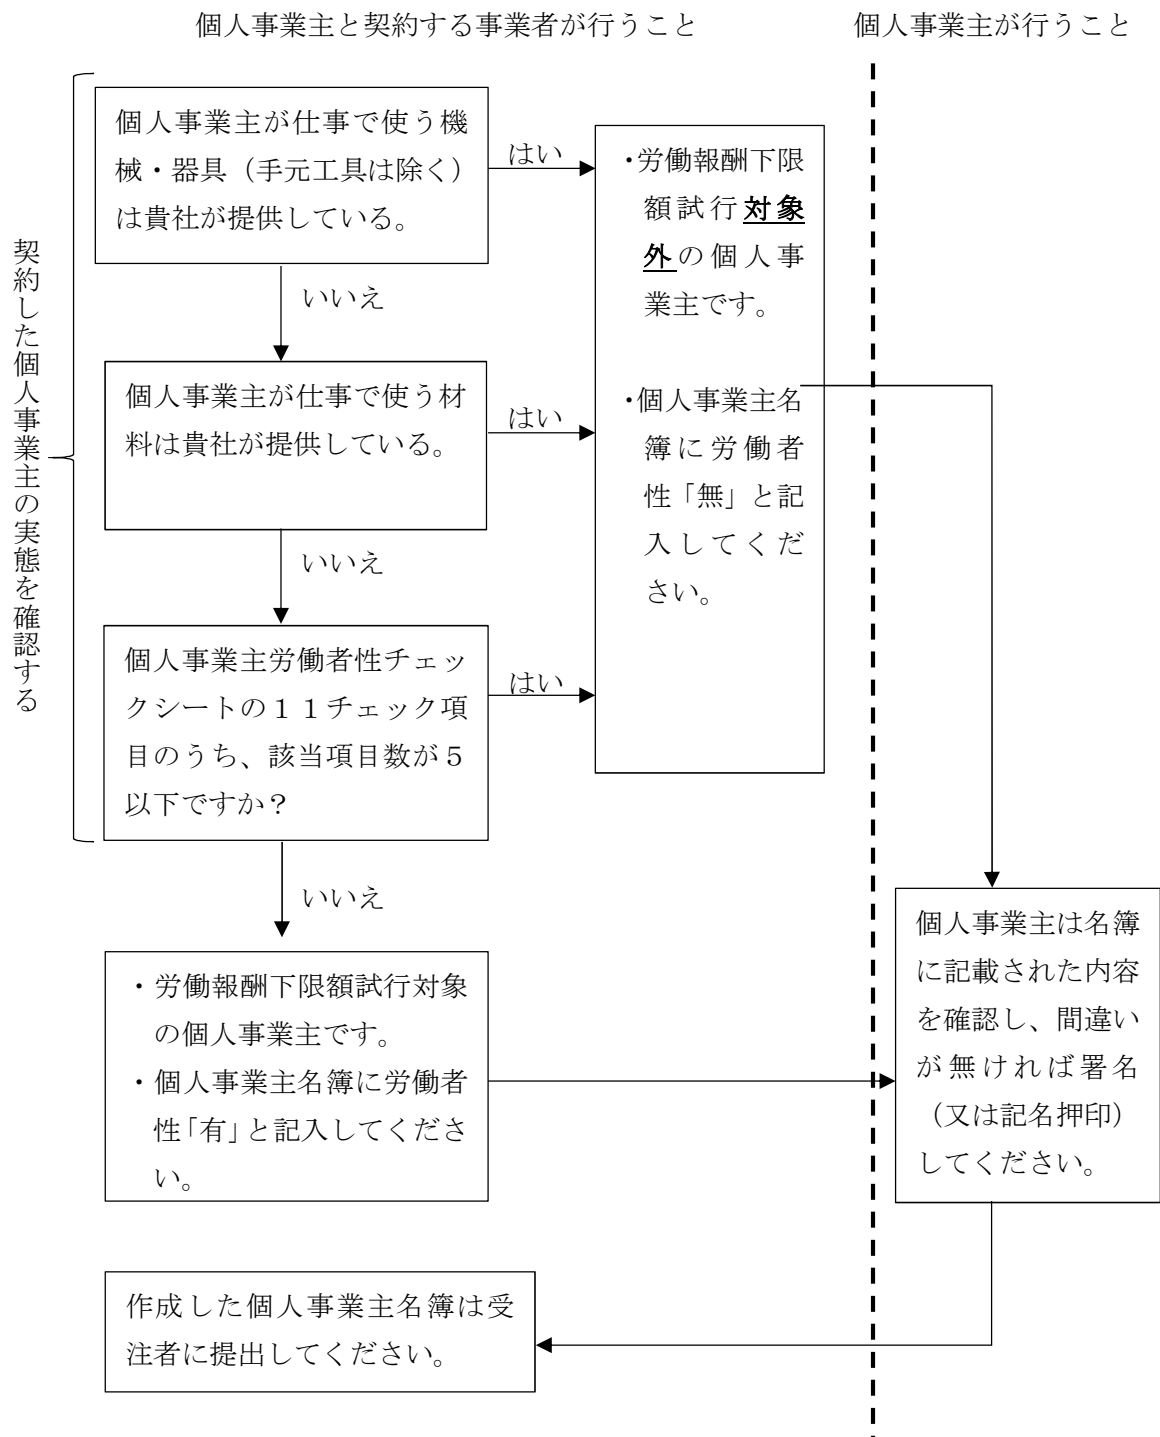 個人事業主と契約する事業者が行うこと
個人事業主が行うこと
契約した個人事業主の実態を確認する
個人事業主が仕事で使う機
械・器具（手元工具は除く）
は貴社が提供している。
はい
いいえ
個人事業主が仕事で使う材
料は貴社が提供している。
はい
いいえ
個人事業主労働者性チェッ
クシートの１１チェック項
目のうち、該当項目数が５
以下ですか？
はい
いいえ
・労働報酬下限
額試行対象
外の個人事
業主です。
・個人事業主名
簿に労働者
性「無」と記
入してくだ
さい。
・労働報酬下限額試行対象
の個人事業主です。
・個人事業主名簿に労働者
性「有」と記入してくださ
い。
個人事業主は名簿
に記載された内容
を確認し、間違い
が無ければ署名
（又は記名押印）
してください。
作成した個人事業主名簿は受
注者に提出してください。